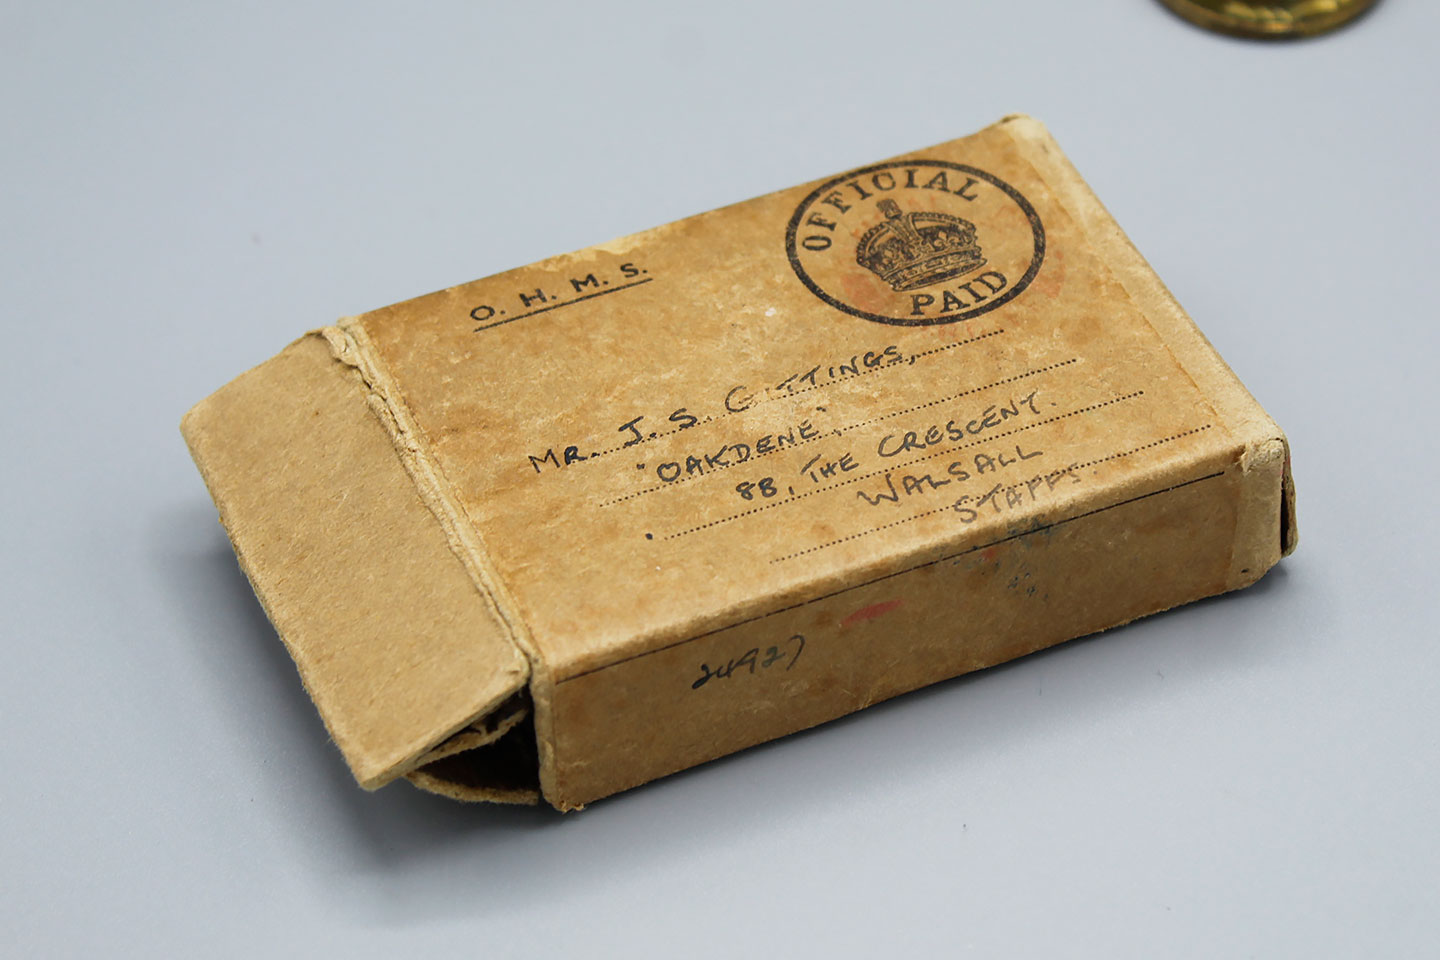 O. H. M. S.
OFFICIAL
PAID
MR. J. S. GITTINGS,
"OAKDENE",
88, THE CRESCENT.
WALSALL
STAFFS.
24927